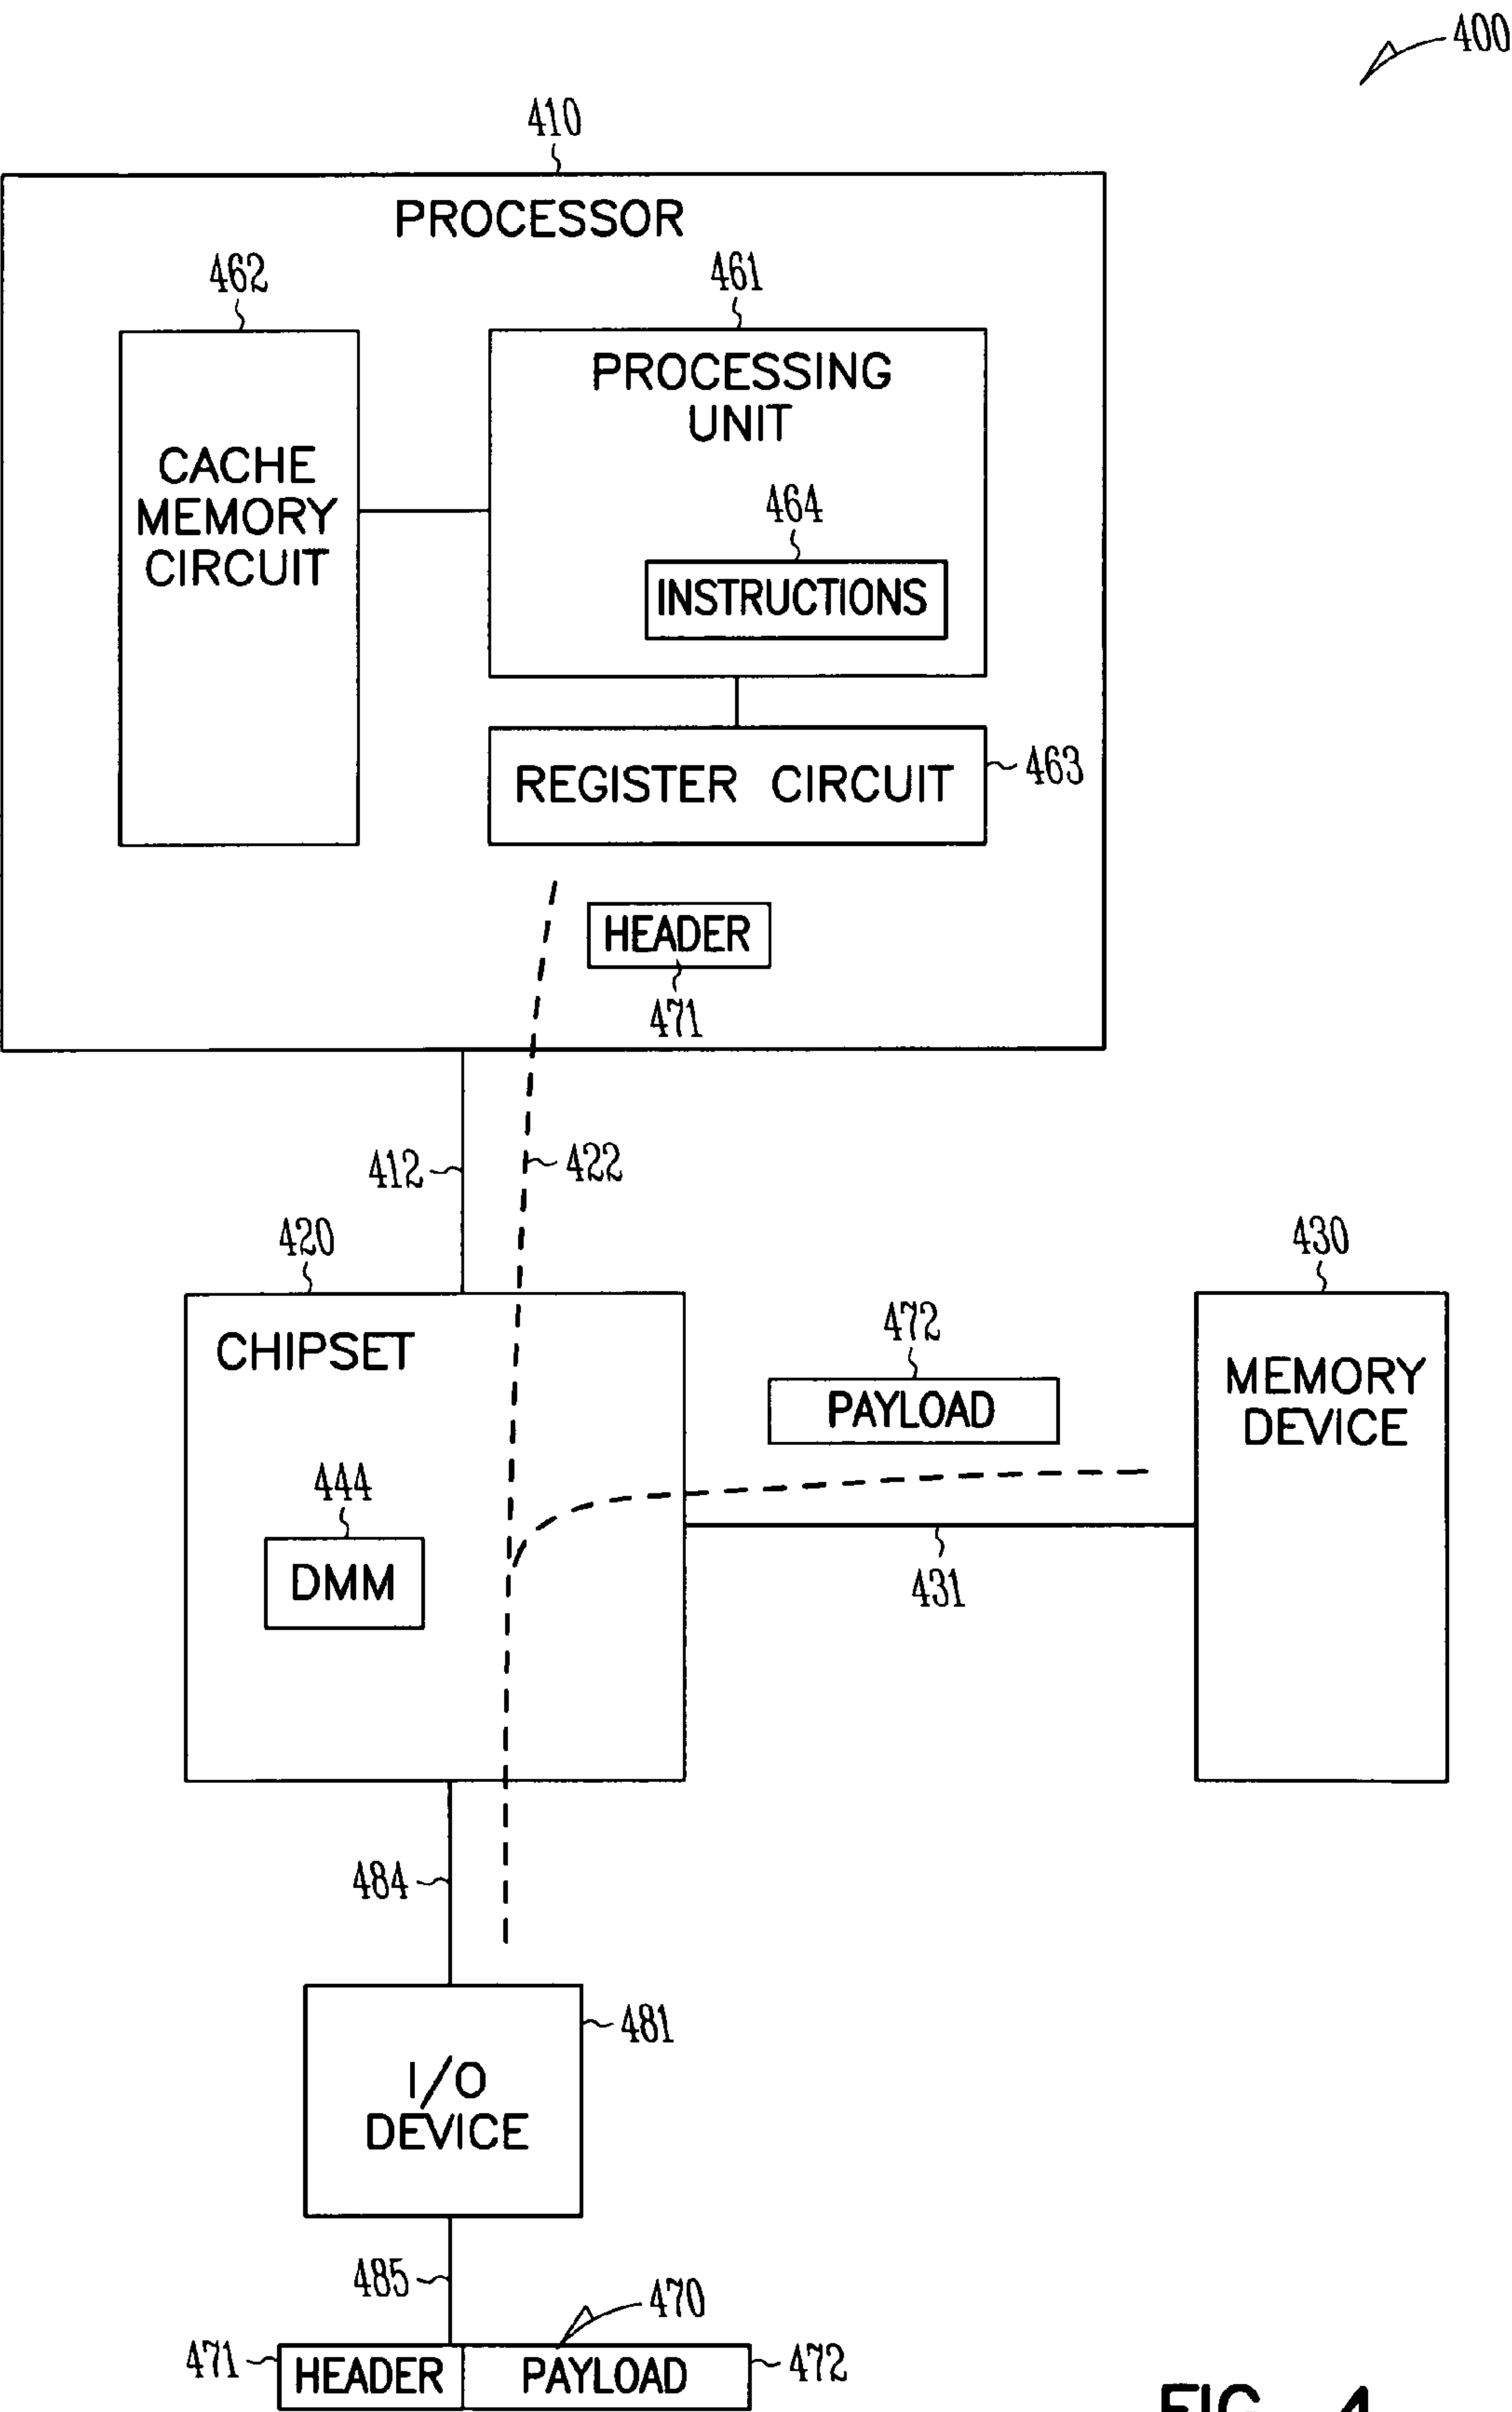 400
410
PROCESSOR
462
461
PROCESSING
UNIT
CACHE
MEMORY
CIRCUIT
464
INSTRUCTIONS
REGISTER CIRCUIT
463
HEADER
471
412
422
420
430
CHIPSET
472
PAYLOAD
MEMORY
DEVICE
444
DMM
431
484
481
I/O
DEVICE
485
470
471
HEADER
PAYLOAD
472
FIG. 4